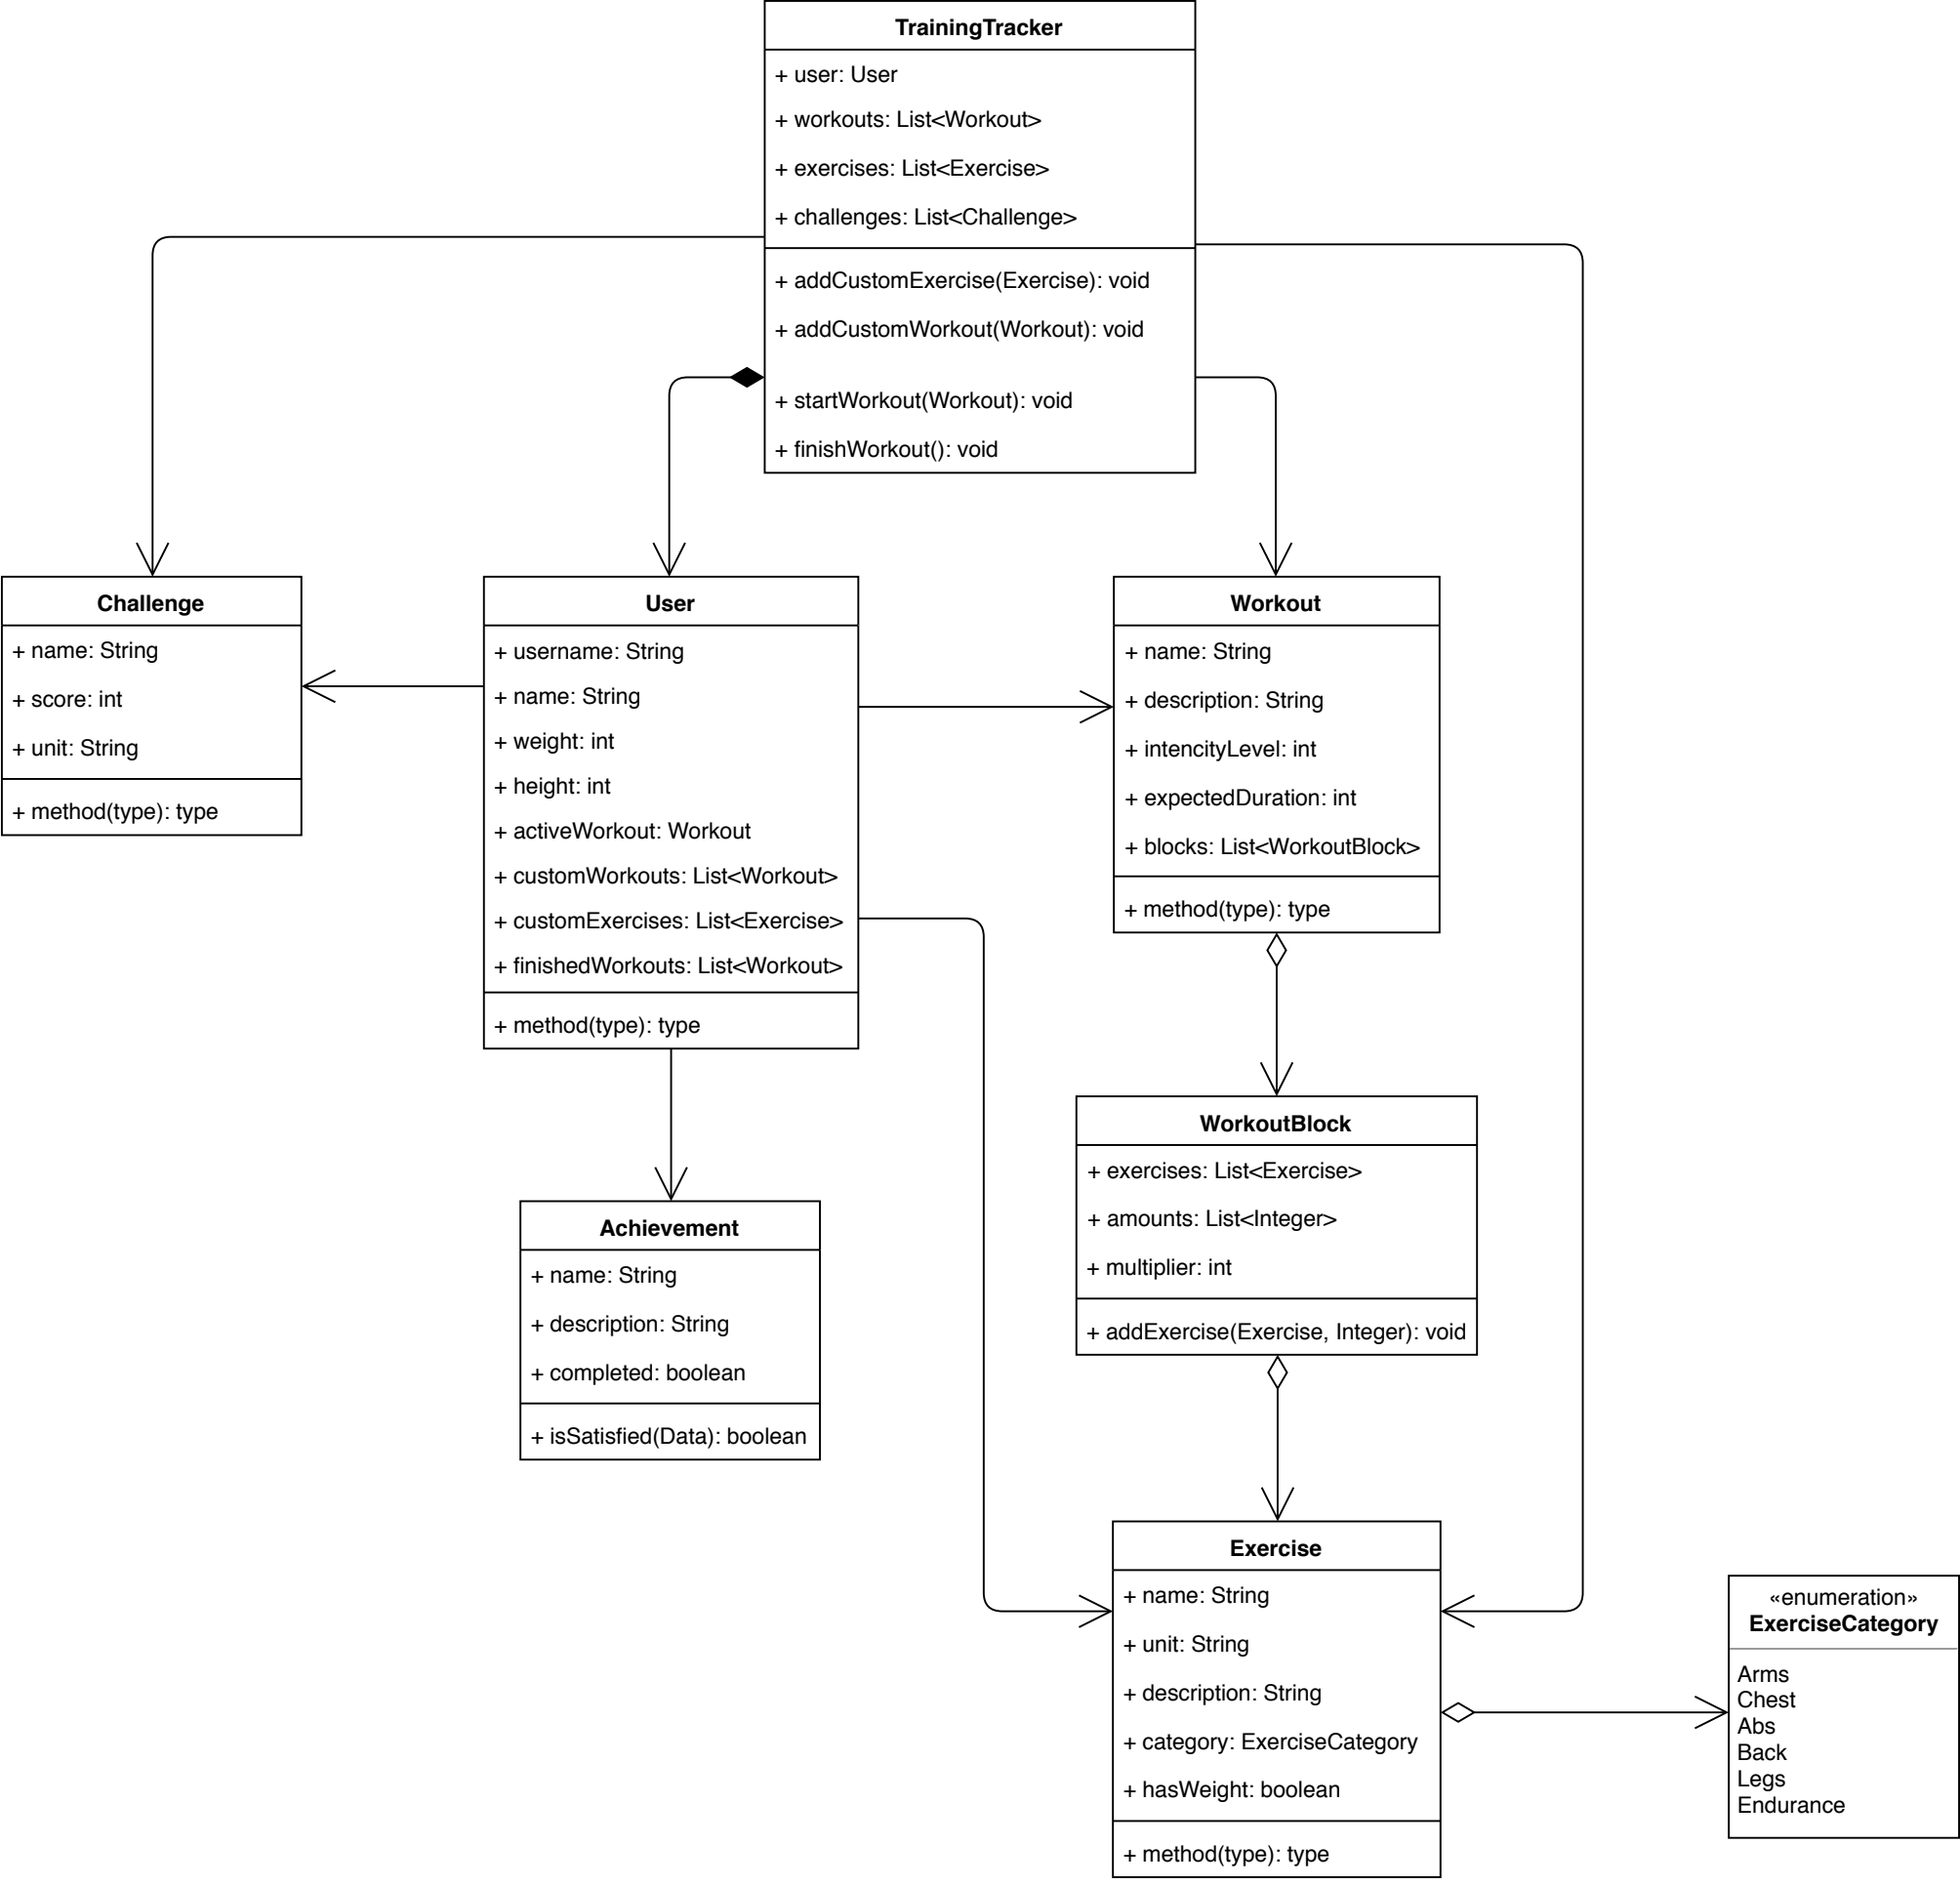 TrainingTracker
+ user: User
+ workouts: List<Workout>
+ exercises: List<Exercise>
+ challenges: List<Challenge>
+ addCustomExercise(Exercise): void
+ addCustomWorkout(Workout): void
+ startWorkout(Workout): void
+ finishWorkout(): void
Challenge
+ name: String
+ score: int
+ unit: String
+ method(type): type
User
+ username: String
+ name: String
+ weight: int
+ height: int
+ activeWorkout: Workout
+ customWorkouts: List<Workout>
+ customExercises: List<Exercise>
+ finishedWorkouts: List<Workout>
+ method(type): type
Workout
+ name: String
+ description: String
+ intencityLevel: int
+ expectedDuration: int
+ blocks: List<WorkoutBlock>
+ method(type): type
Achievement
+ name: String
+ description: String
+ completed: boolean
+ isSatisfied(Data): boolean
WorkoutBlock
+ exercises: List<Exercise>
+ amounts: List<Integer>
+ multiplier: int
+ addExercise(Exercise, Integer): void
Exercise
+ name: String
+ unit: String
+ description: String
+ category: ExerciseCategory
+ hasWeight: boolean
+ method(type): type
«enumeration»
ExerciseCategory
Arms
Chest
Abs
Back
Legs
Endurance